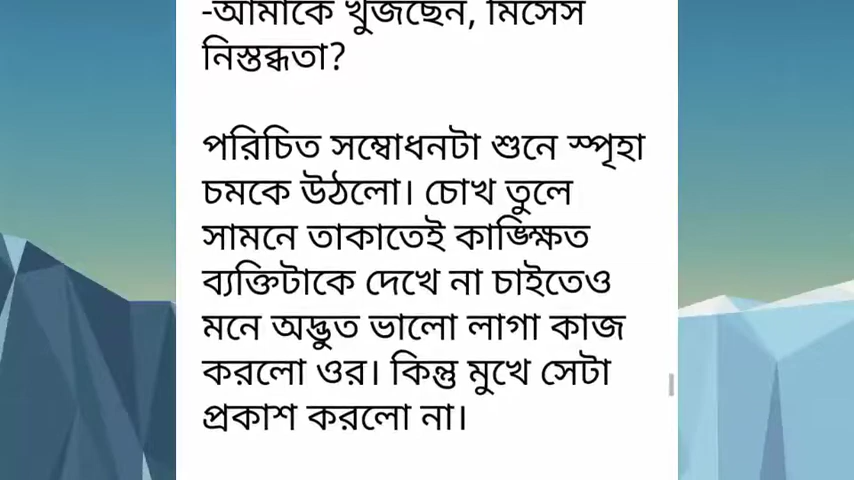 -আমাকে খুঁজছেন, মিসেস
নিস্তব্ধতা?
পরিচিত সম্বোধনটা শুনে স্পৃহা
চমকে উঠলো। চোখ তুলে
সামনে তাকাতেই কাঙ্ক্ষিত
ব্যক্তিটাকে দেখে না চাইতেও
মনে অদ্ভুত ভালো লাগা কাজ
করলো ওর। কিন্তু মুখে সেটা
প্রকাশ করলো না।